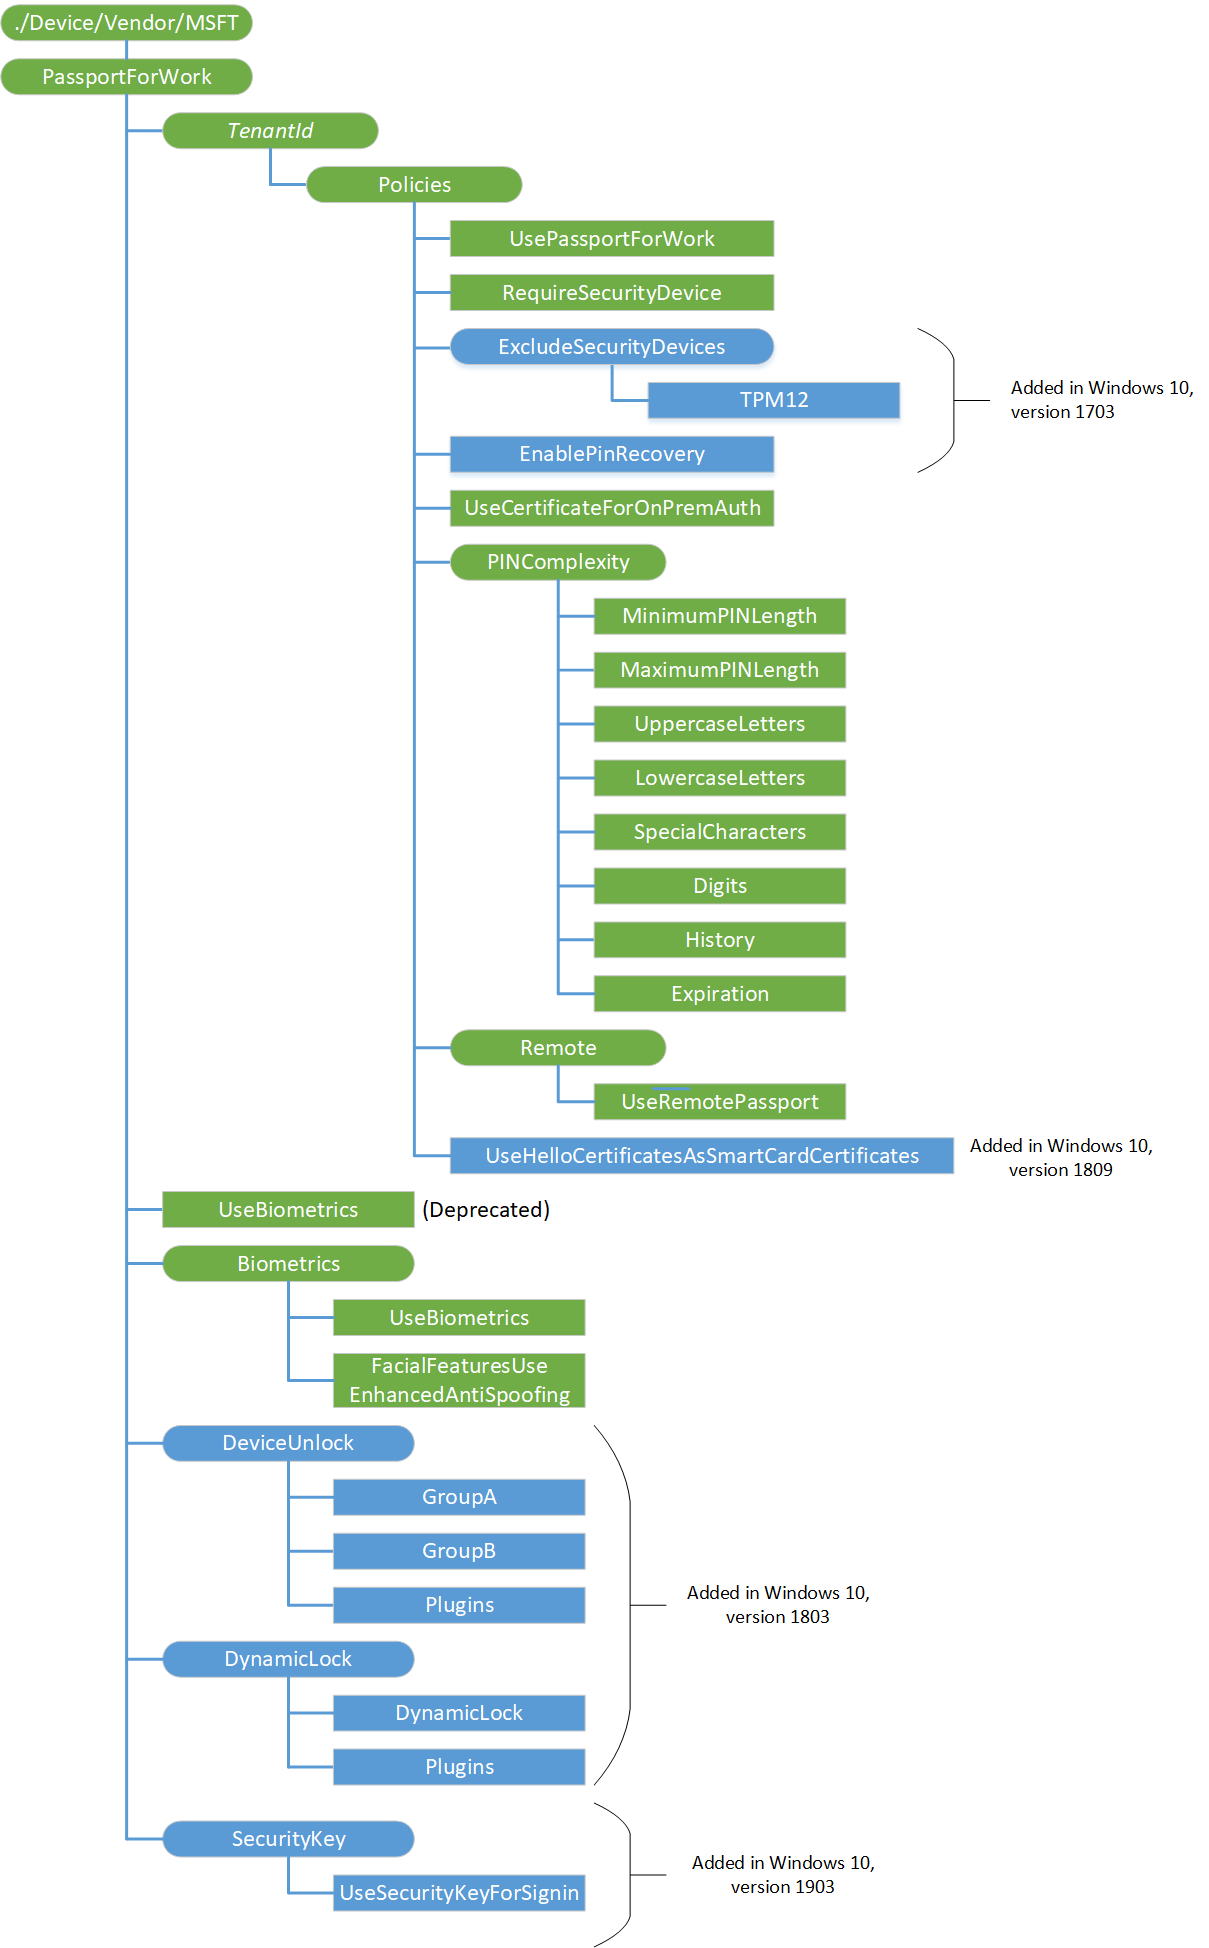 ./Device/Vendor/MSFT
PassportForWork
TenantId
Policies
UsePassportForWork
RequireSecurityDevice
ExcludeSecurityDevices
TPM12
Added in Windows 10,
version 1703
EnablePinRecovery
UseCertificateForOnPremAuth
PINComplexity
MinimumPINLength
MaximumPINLength
UppercaseLetters
LowercaseLetters
SpecialCharacters
Digits
History
Expiration
Remote
UseRemotePassport
UseHelloCertificatesAsSmartCardCertificates
Added in Windows 10,
version 1809
UseBiometrics (Deprecated)
Biometrics
UseBiometrics
FacialFeaturesUse
EnhancedAntiSpoofing
DeviceUnlock
GroupA
GroupB
Plugins
Added in Windows 10,
version 1803
DynamicLock
DynamicLock
Plugins
SecurityKey
Added in Windows 10,
version 1903
UseSecurityKeyForSignin